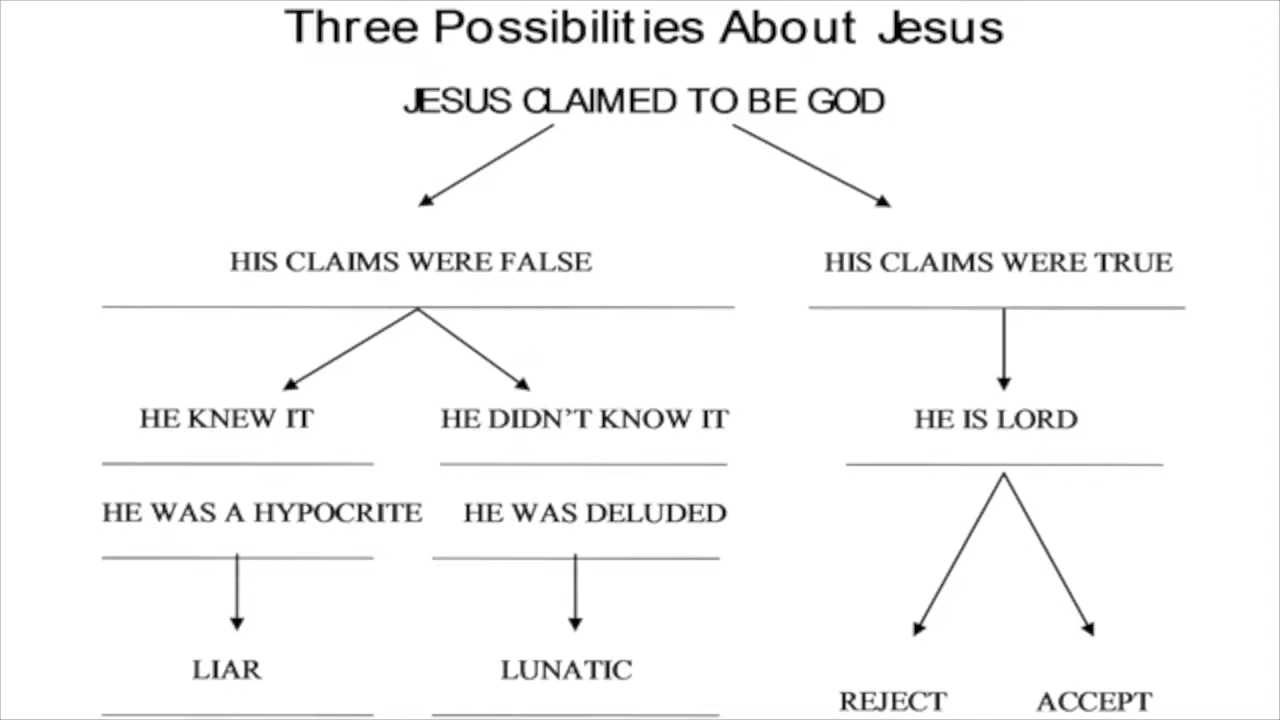 Three Possibilities About Jesus
JESUS CLAIMED TO BE GOD
HIS CLAIMS WERE FALSE
HIS CLAIMS WERE TRUE
HE KNEW IT
HE DIDN'T KNOW IT
HE IS LORD
HE WAS A HYPOCRITE
HE WAS DELUDED
LIAR
LUNATIC
REJECT
ACCEPT